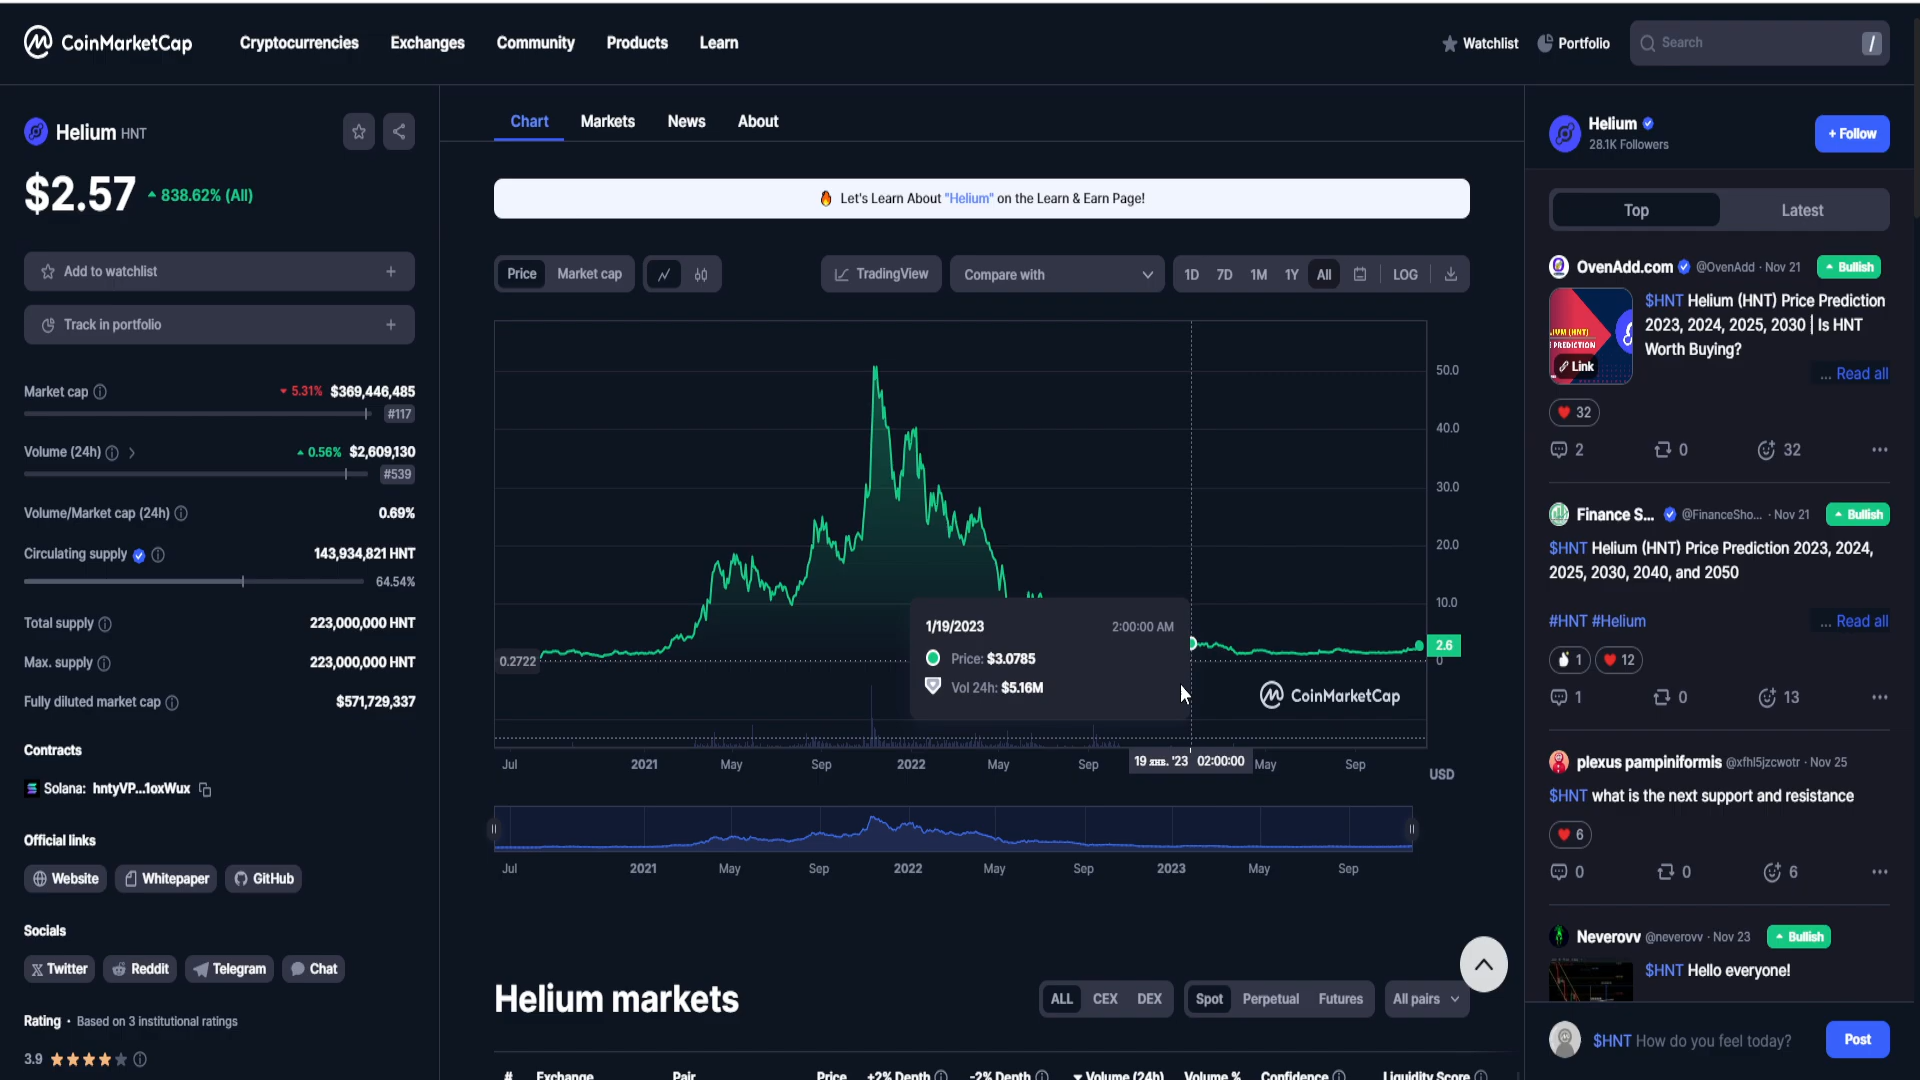 CoinMarketCap
Cryptocurrencies Exchanges Community Products Learn
Watchlist Portfolio Search /
Helium HNT
$2.57 838.62% (All)
Add to watchlist +
Track in portfolio +
Market cap 5.31% $369,446,485
#117
Volume (24h) 0.56% $2,609,130
#539
Volume/Market cap (24h) 0.69%
Circulating supply 143,934,821 HNT
64.54%
Total supply 223,000,000 HNT
Max. supply 223,000,000 HNT
Fully diluted market cap $571,729,337
Contracts
Solana: hntyVP...1oxWux
Official links
Website Whitepaper GitHub
Socials
Twitter Reddit Telegram Chat
Rating · Based on 3 institutional ratings
3.9
Chart Markets News About
Let's Learn About "Helium" on the Learn & Earn Page!
Price Market cap TradingView Compare with 1D 7D 1M 1Y All LOG
50.0
40.0
30.0
20.0
10.0
2.6
0
0.2722
1/19/2023 2:00:00 AM
Price: $3.0785
Vol 24h: $5.16M
CoinMarketCap
Jul 2021 May Sep 2022 May Sep 19 янв. '23 02:00:00 May Sep
USD
Jul 2021 May Sep 2022 May Sep 2023 May Sep
Helium markets ALL CEX DEX Spot Perpetual Futures All pairs
# Exchange Pair Price +2% Depth -2% Depth Volume (24h) Volume % Confidence Liquidity Score
Helium
28.1K Followers
+ Follow
Top Latest
OvenAdd.com @OvenAdd · Nov 21 Bullish
$HNT Helium (HNT) Price Prediction
2023, 2024, 2025, 2030 | Is HNT
Worth Buying?
PREDICTION
Link
... Read all
32
2 0 32 ...
Finance S... @FinanceSho... · Nov 21 Bullish
$HNT Helium (HNT) Price Prediction 2023, 2024,
2025, 2030, 2040, and 2050
#HNT #Helium ... Read all
1 12
1 0 13 ...
plexus pampiniformis @xfhl5jzcwotr · Nov 25
$HNT what is the next support and resistance
6
0 0 6 ...
Neverovv @neverovv · Nov 23 Bullish
$HNT Hello everyone!
$HNT How do you feel today? Post